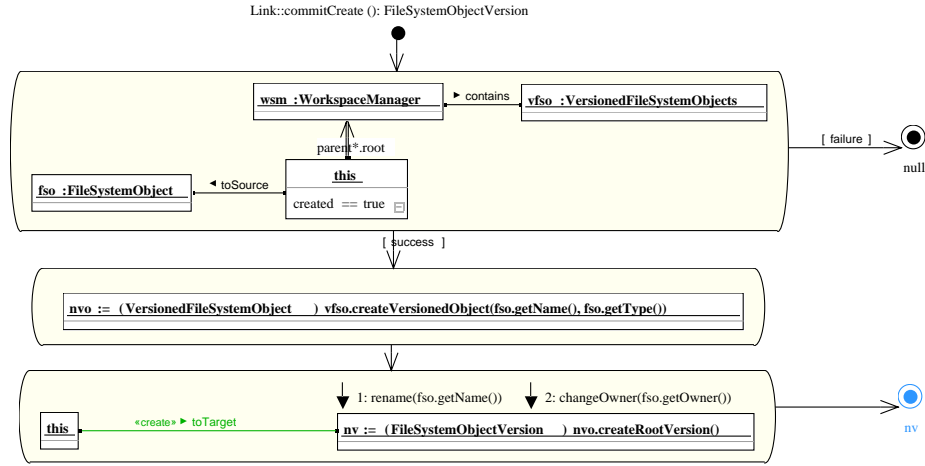 Link::commitCreate (): FileSystemObjectVersion
wsm :WorkspaceManager
► contains
vfso :VersionedFileSystemObjects
[ failure ]
null
parent*.root
this
created == true
fso :FileSystemObject
◄ toSource
[ success ]
nvo := (VersionedFileSystemObject ) vfso.createVersionedObject(fso.getName(), fso.getType())
1: rename(fso.getName())
2: changeOwner(fso.getOwner())
this
«create» ► toTarget
nv := (FileSystemObjectVersion ) nvo.createRootVersion()
nv